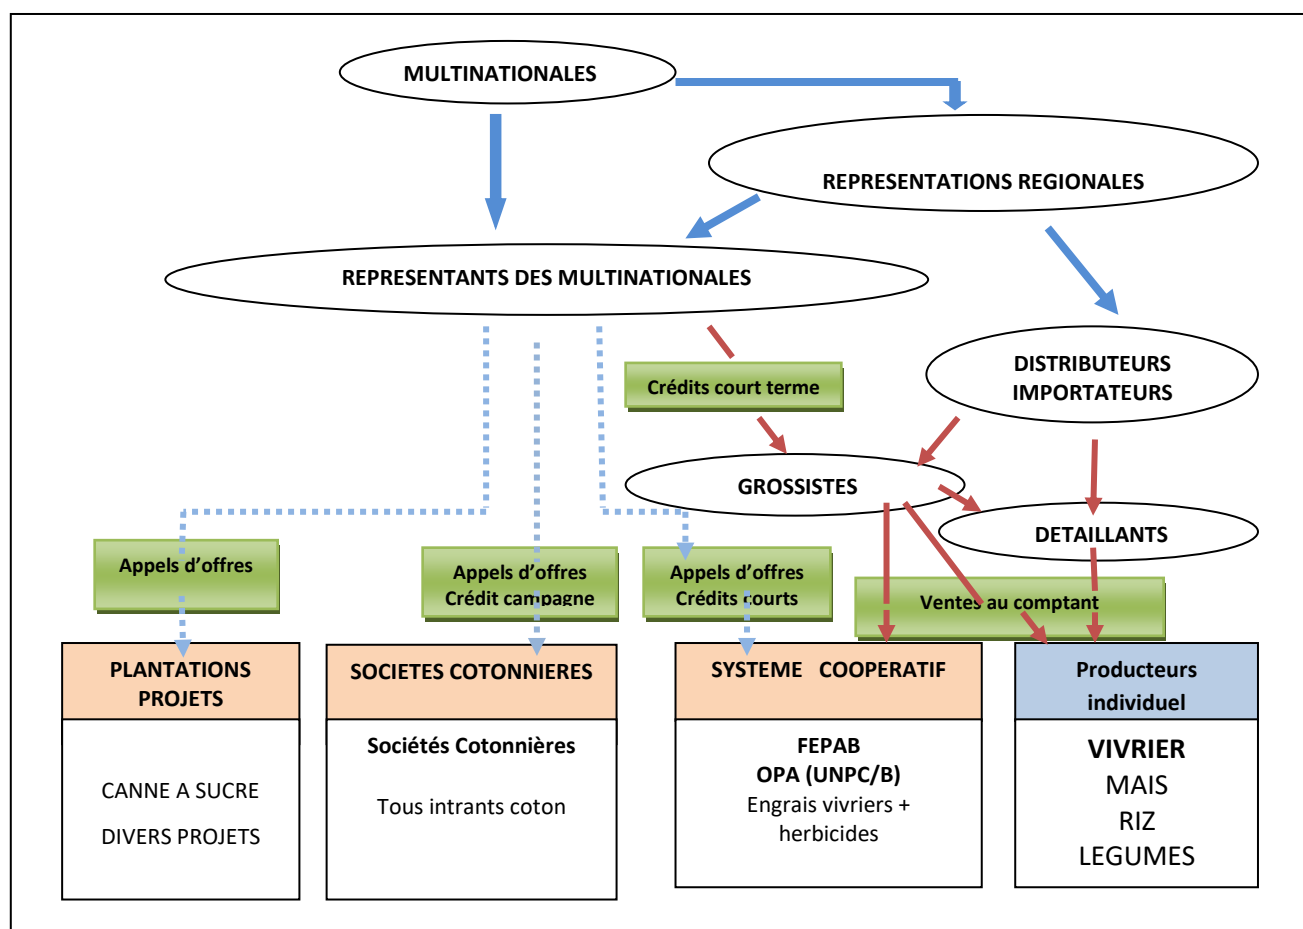 MULTINATIONALES
REPRESENTATIONS REGIONALES
REPRESENTANTS DES MULTINATIONALES
DISTRIBUTEURS
IMPORTATEURS
Crédits court terme
GROSSISTES
DETAILLANTS
Appels d’offres
Appels d’offres
Crédit campagne
Appels d’offres
Crédits courts
Ventes au comptant
PLANTATIONS
PROJETS
CANNE A SUCRE
DIVERS PROJETS
SOCIETES COTONNIERES
Sociétés Cotonnières
Tous intrants coton
SYSTEME COOPERATIF
FEPAB
OPA (UNPC/B)
Engrais vivriers +
herbicides
Producteurs
individuel
VIVRIER
MAIS
RIZ
LEGUMES